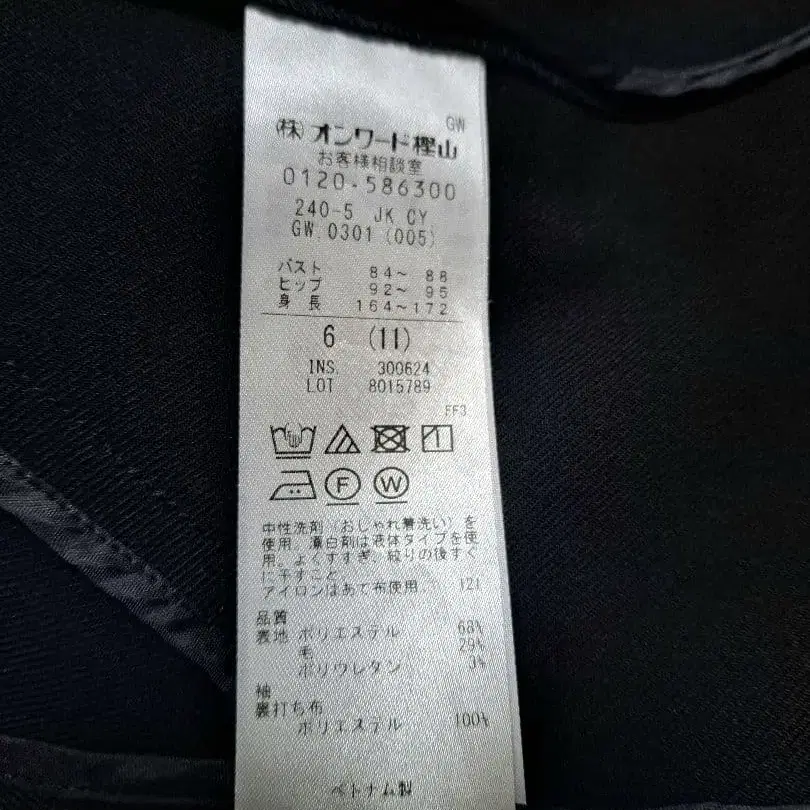 GW
(株)オンワード樫山
お客様相談室
0120-586300
240-5 JK CY
GW 0301 (005)
バスト 84〜 88
ヒップ 92〜 95
身長 164〜172
6 (11)
INS. 300624
LOT 8015789
FF3
F W
中性洗剤（おしゃれ着洗い）を
使用。漂白剤は液体タイプを使
用。よくすすぎ、絞りの後すぐ
に干すこと。
アイロンはあて布使用。 121
品質
表地 ポリエステル 68%
毛 29%
ポリウレタン 3%
袖
裏打ち布
ポリエステル 100%
ベトナム製